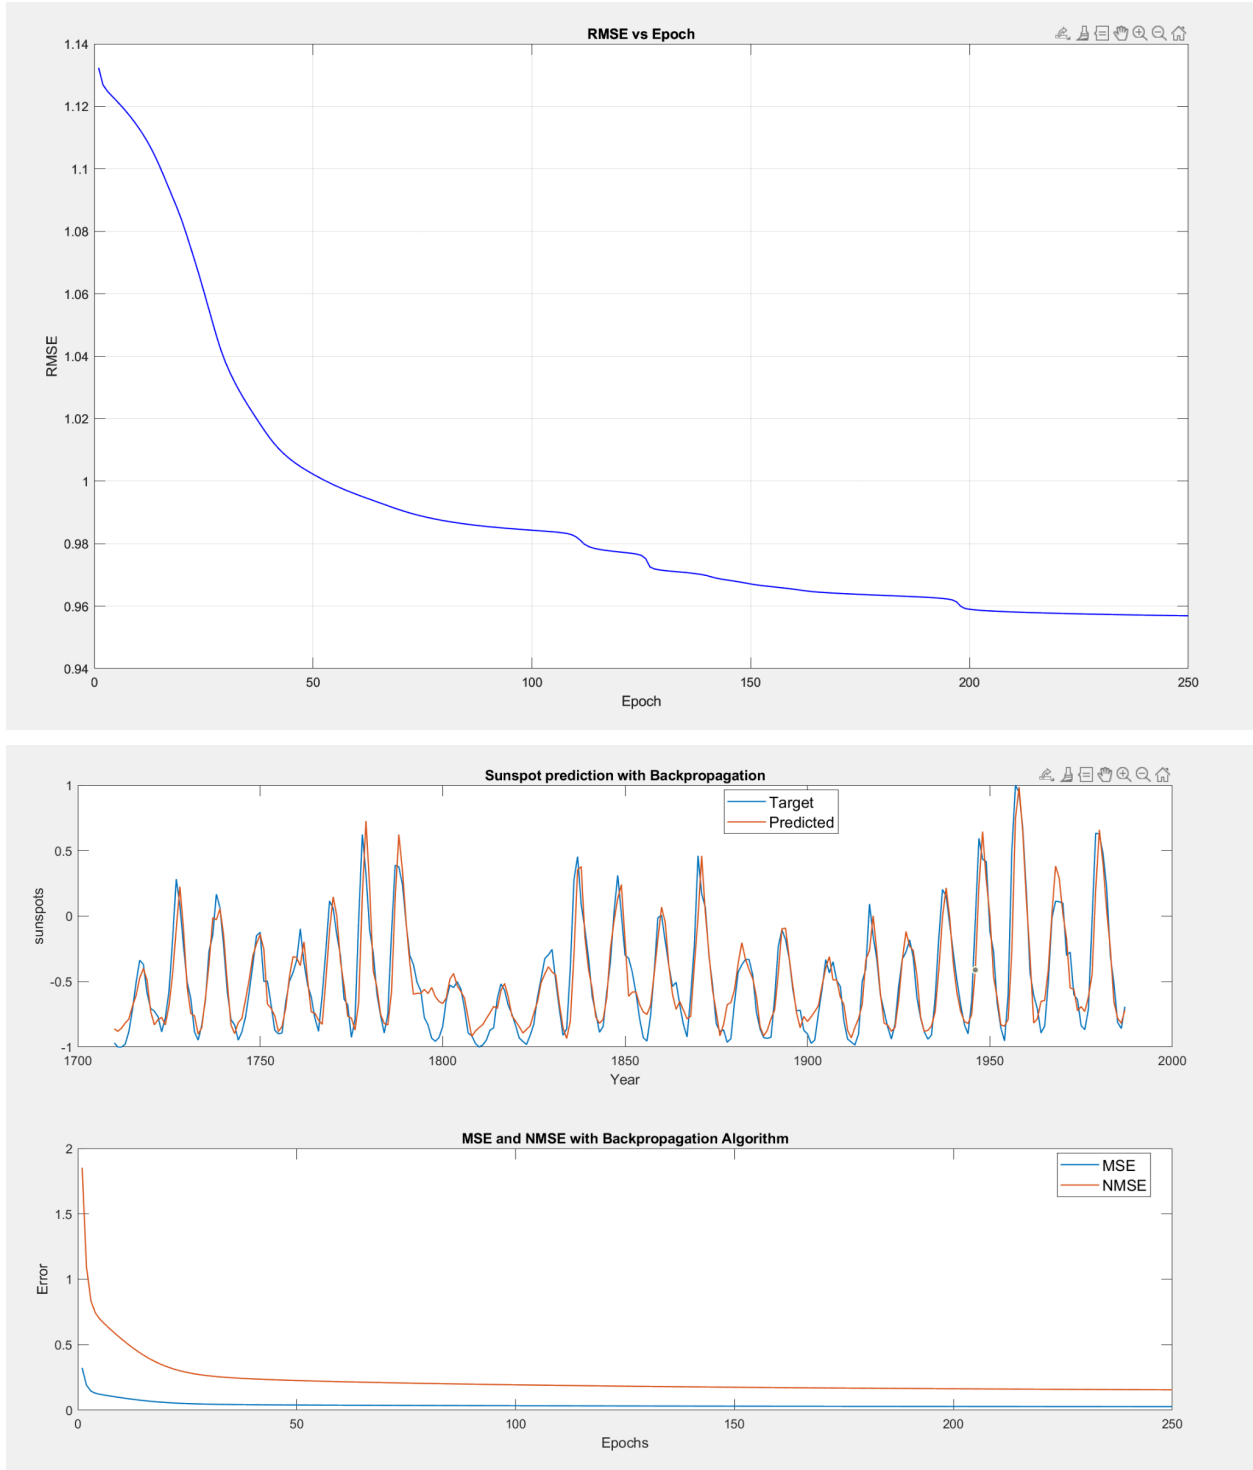 RMSE vs Epoch
1.14
1.12
1.1
1.08
1.06
1.04
1.02
1
0.98
0.96
0.94
RMSE
0 50 100 150 200 250
Epoch
Sunspot prediction with Backpropagation
Target
Predicted
1
0.5
0
-0.5
-1
sunspots
1700 1750 1800 1850 1900 1950 2000
Year
MSE and NMSE with Backpropagation Algorithm
MSE
NMSE
2
1.5
1
0.5
0
Error
0 50 100 150 200 250
Epochs